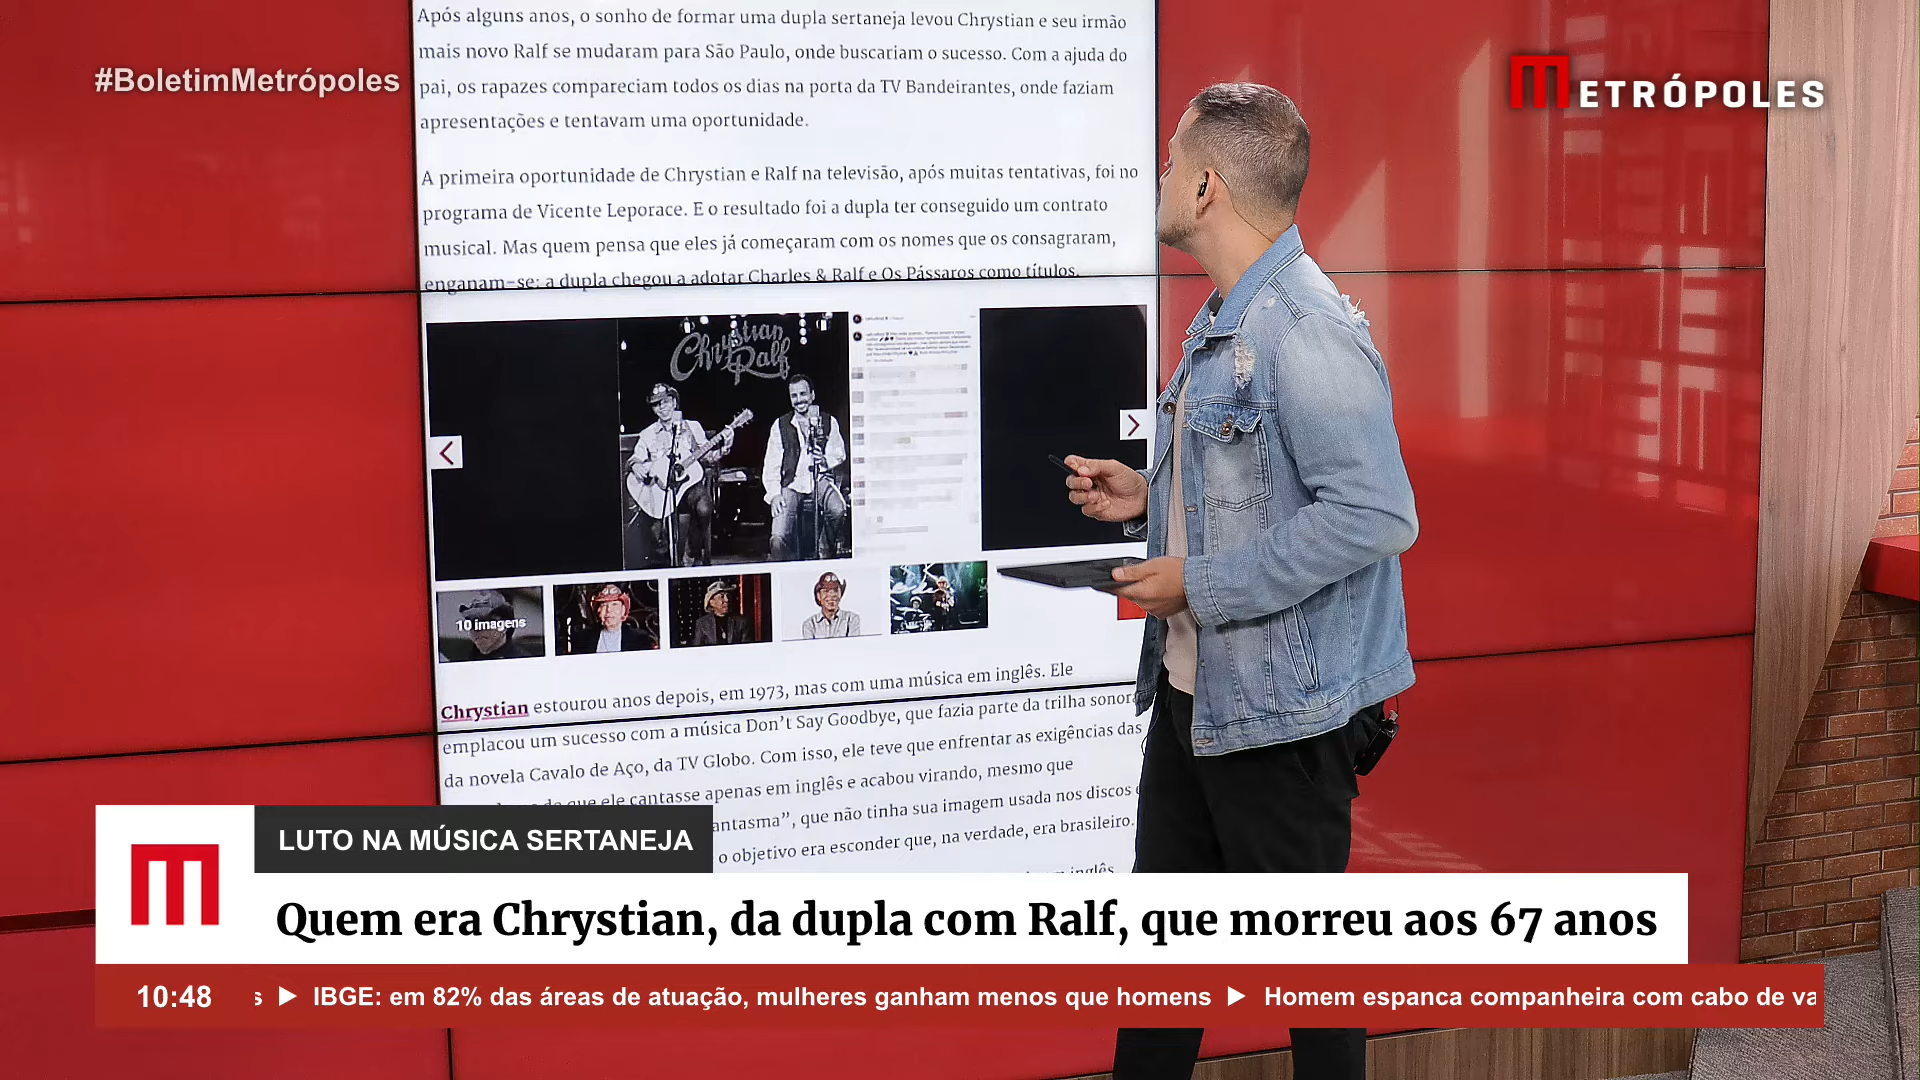 #BoletimMetrópoles
METRÓPOLES
Após alguns anos, o sonho de formar uma dupla sertaneja levou Chrystian e seu irmão
mais novo Ralf se mudaram para São Paulo, onde buscariam o sucesso. Com a ajuda do
pai, os rapazes compareciam todos os dias na porta da TV Bandeirantes, onde faziam
apresentações e tentavam uma oportunidade.
A primeira oportunidade de Chrystian e Ralf na televisão, após muitas tentativas, foi no
programa de Vicente Leporace. E o resultado foi a dupla ter conseguido um contrato
musical. Mas quem pensa que eles já começaram com os nomes que os consagraram,
enganam-se: a dupla chegou a adotar Charles & Ralf e Os Pássaros como títulos.
Chrystian
Ralf
10 imagens
Chrystian estourou anos depois, em 1973, mas com uma música em inglês. Ele
emplacou um sucesso com a música Don't Say Goodbye, que fazia parte da trilha sonora
da novela Cavalo de Aço, da TV Globo. Com isso, ele teve que enfrentar as exigências das
que ele cantasse apenas em inglês e acabou virando, mesmo que
antasma", que não tinha sua imagem usada nos discos
o objetivo era esconder que, na verdade, era brasileiro.
inglês
LUTO NA MÚSICA SERTANEJA
Quem era Chrystian, da dupla com Ralf, que morreu aos 67 anos
10:48 s ▶ IBGE: em 82% das áreas de atuação, mulheres ganham menos que homens ▶ Homem espanca companheira com cabo de va